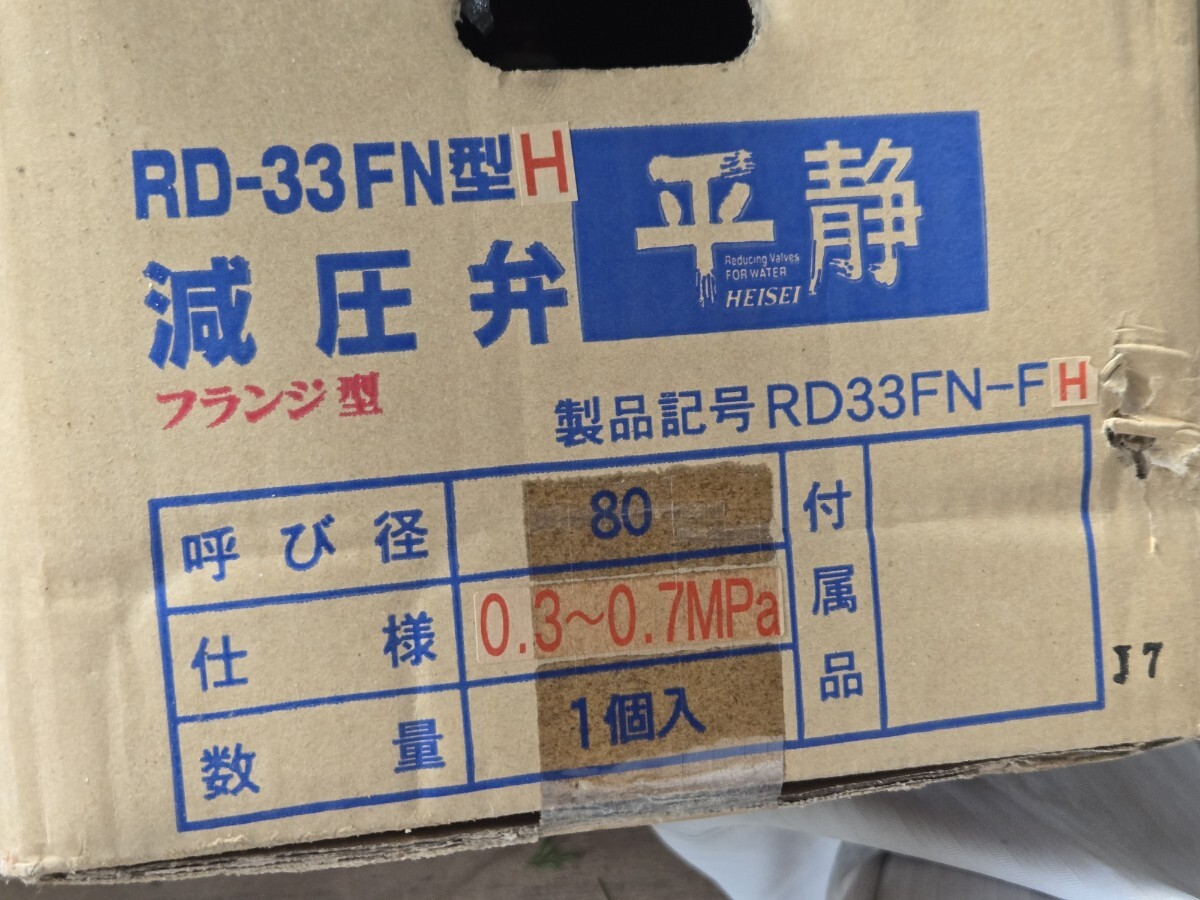 RD-33FN型H
平静
Reducing Valves
FOR WATER
HEISEI
減圧弁
フランジ型
製品記号 RD33FN-FH
呼び径 80
仕様 0.3~0.7MPa
数量 1個入
付属品
J7